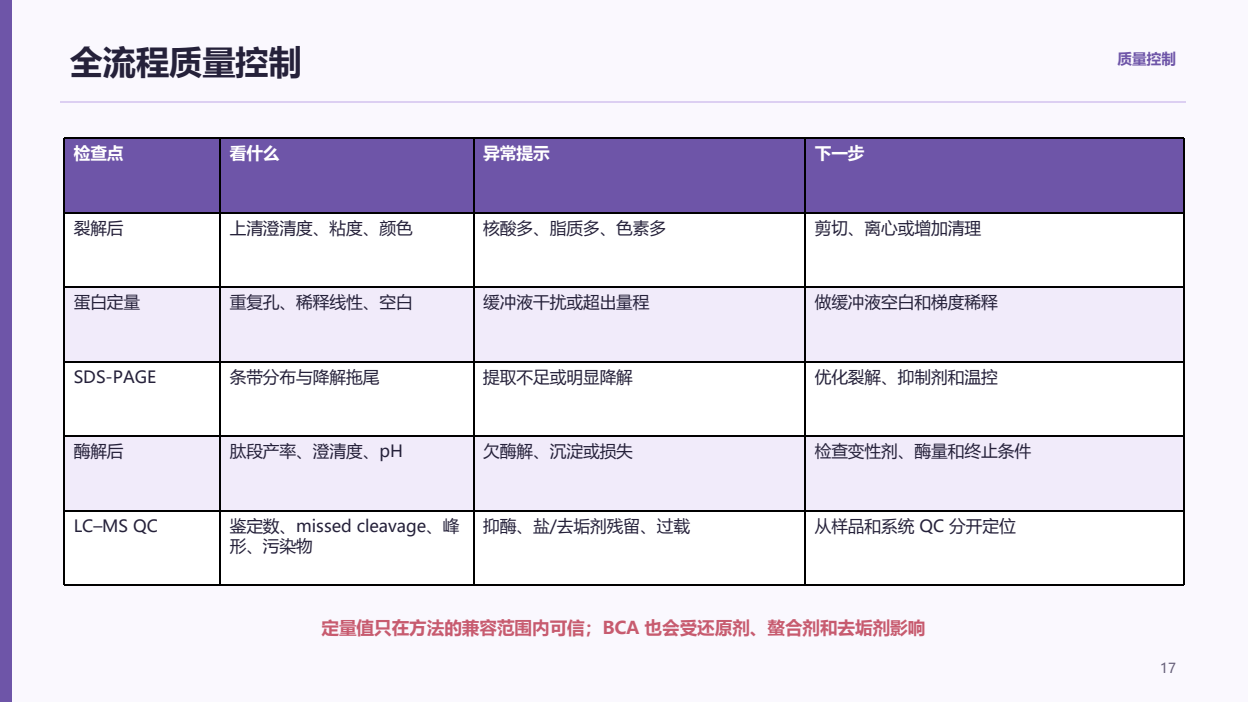 全流程质量控制
质量控制
检查点
看什么
异常提示
下一步
裂解后
上清澄清度、粘度、颜色
核酸多、脂质多、色素多
剪切、离心或增加清理
蛋白定量
重复孔、稀释线性、空白
缓冲液干扰或超出量程
做缓冲液空白和梯度稀释
SDS-PAGE
条带分布与降解拖尾
提取不足或明显降解
优化裂解、抑制剂和温控
酶解后
肽段产率、澄清度、pH
欠酶解、沉淀或损失
检查变性剂、酶量和终止条件
LC–MS QC
鉴定数、missed cleavage、峰
形、污染物
抑酶、盐/去垢剂残留、过载
从样品和系统 QC 分开定位
定量值只在方法的兼容范围内可信；BCA 也会受还原剂、螯合剂和去垢剂影响
17